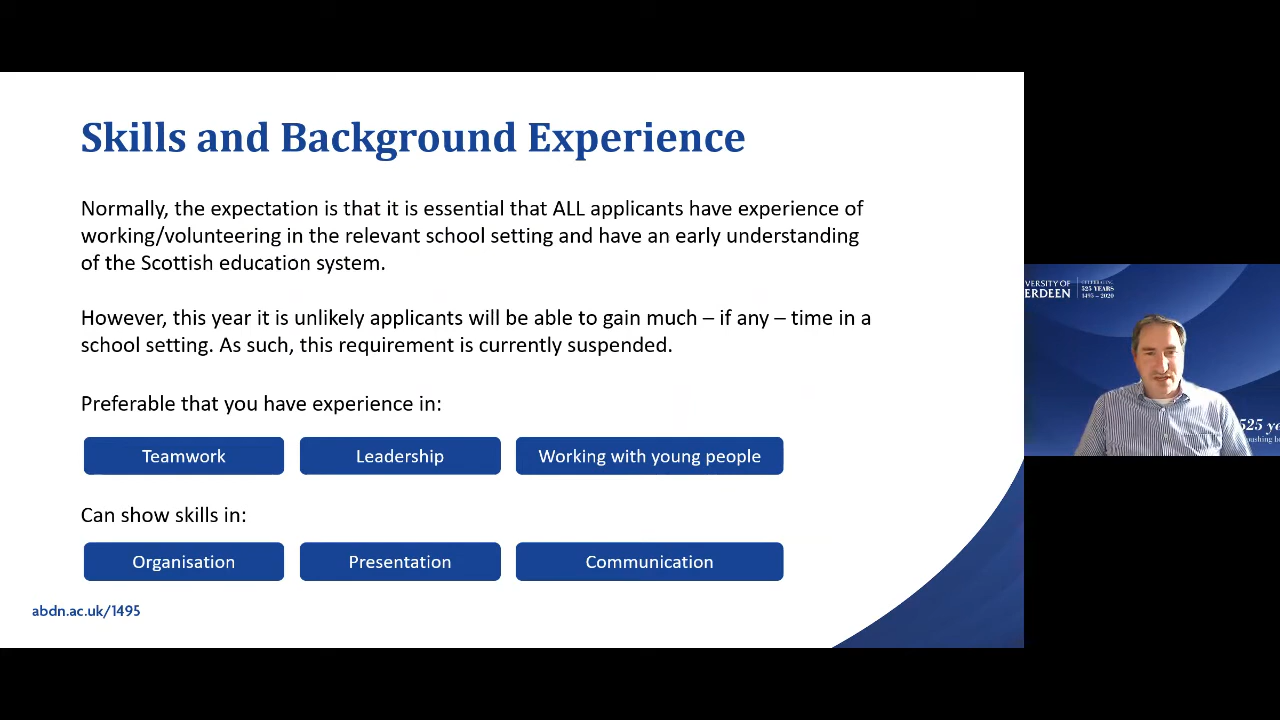 Skills and Background Experience
Normally, the expectation is that it is essential that ALL applicants have experience of
working/volunteering in the relevant school setting and have an early understanding
of the Scottish education system.
However, this year it is unlikely applicants will be able to gain much – if any – time in a
school setting. As such, this requirement is currently suspended.
Preferable that you have experience in:
Teamwork
Leadership
Working with young people
Can show skills in:
Organisation
Presentation
Communication
abdn.ac.uk/1495
VERSITY OF
ERDEEN
CELEBRATING
525 YEARS
1495 – 2020
525 ye